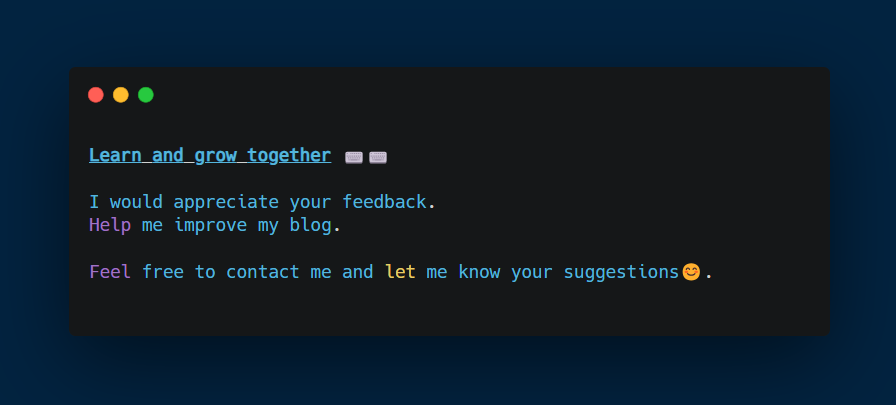 Learn and grow together ⌨️⌨️
I would appreciate your feedback.
Help me improve my blog.
Feel free to contact me and let me know your suggestions😊.